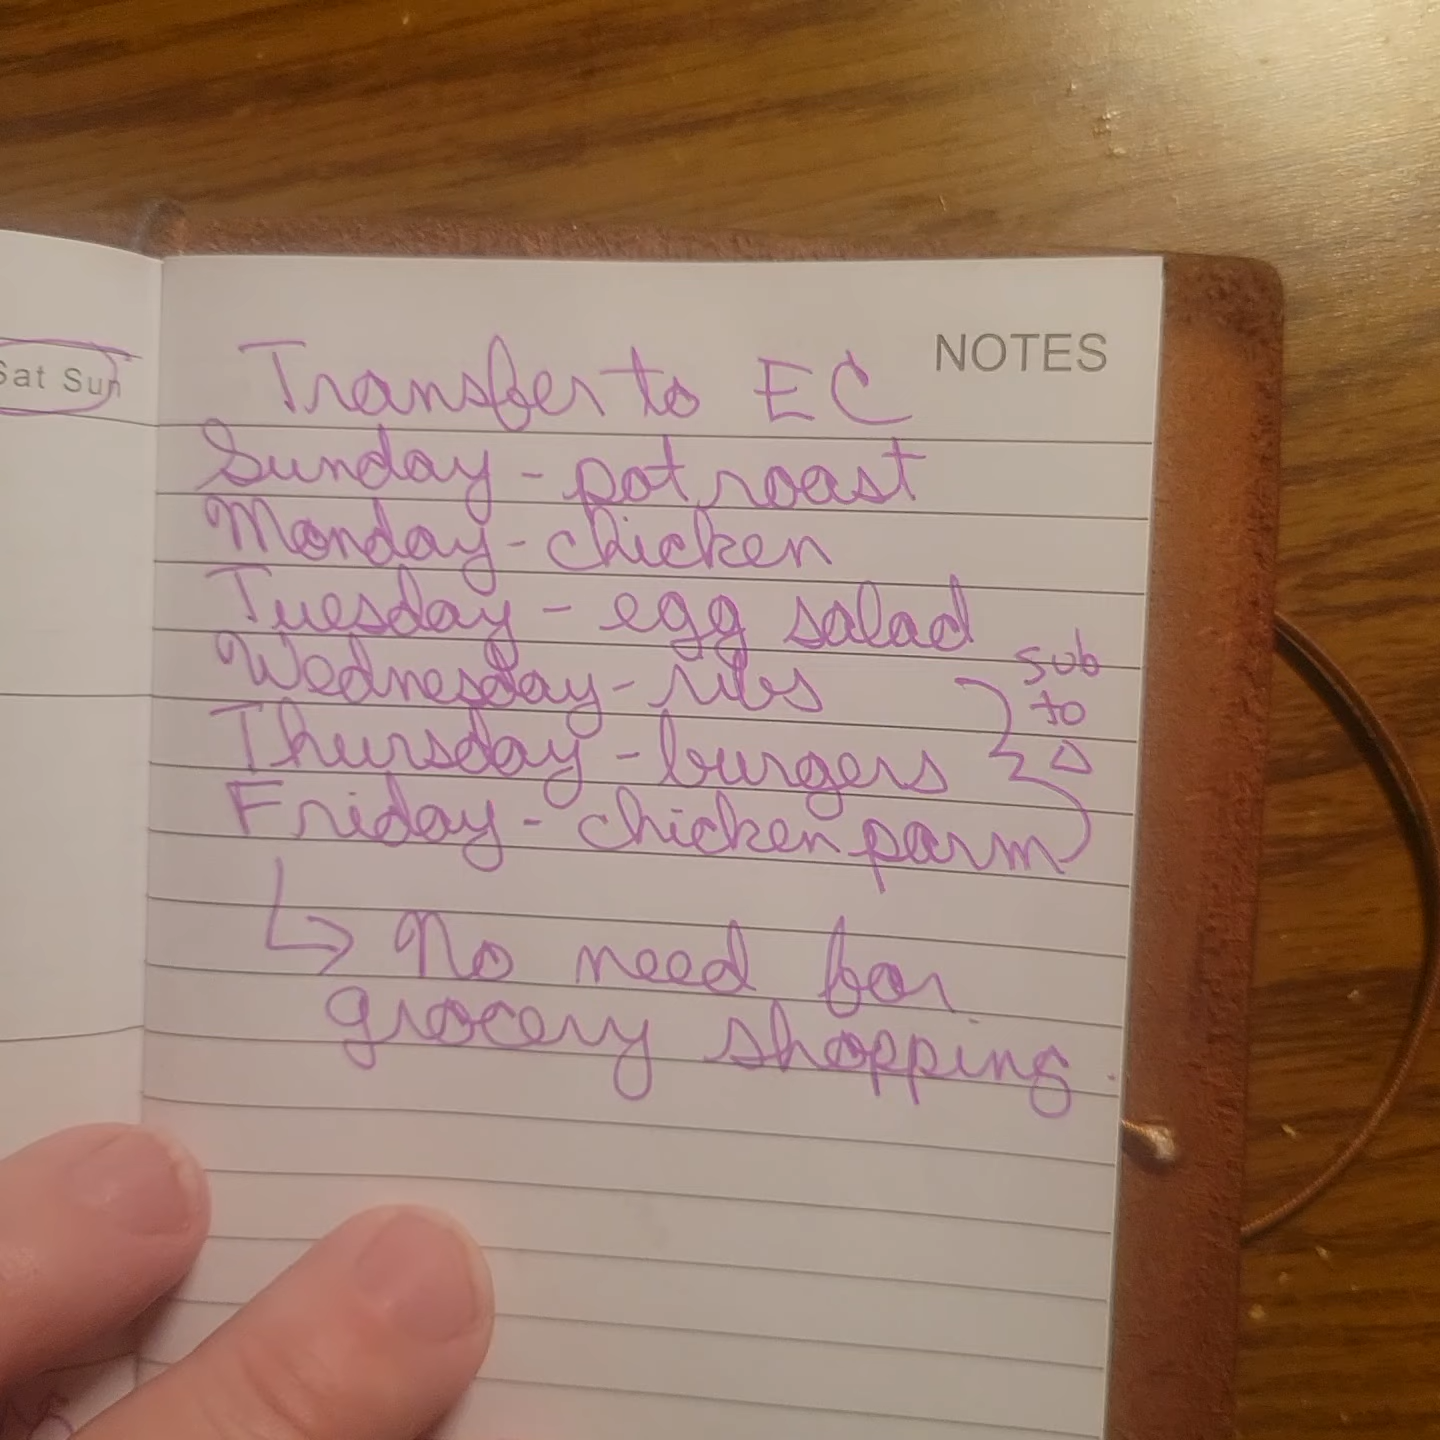 Sat Sun
NOTES
Transfer to EC
Sunday - pot roast
Monday - chicken
Tuesday - egg salad
Wednesday - ribs
Thursday - burgers
Friday - chicken parm
sub
to
Δ
↳ No need for
grocery shopping.